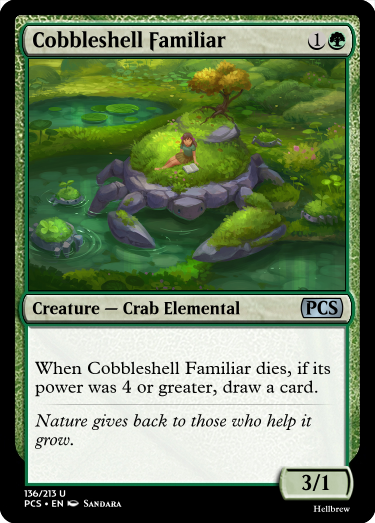 Cobbleshell Familiar 1
Creature — Crab Elemental PCS
When Cobbleshell Familiar dies, if its
power was 4 or greater, draw a card.
Nature gives back to those who help it
grow.
3/1
136/213 U
PCS • EN Sandara
Hellbrew